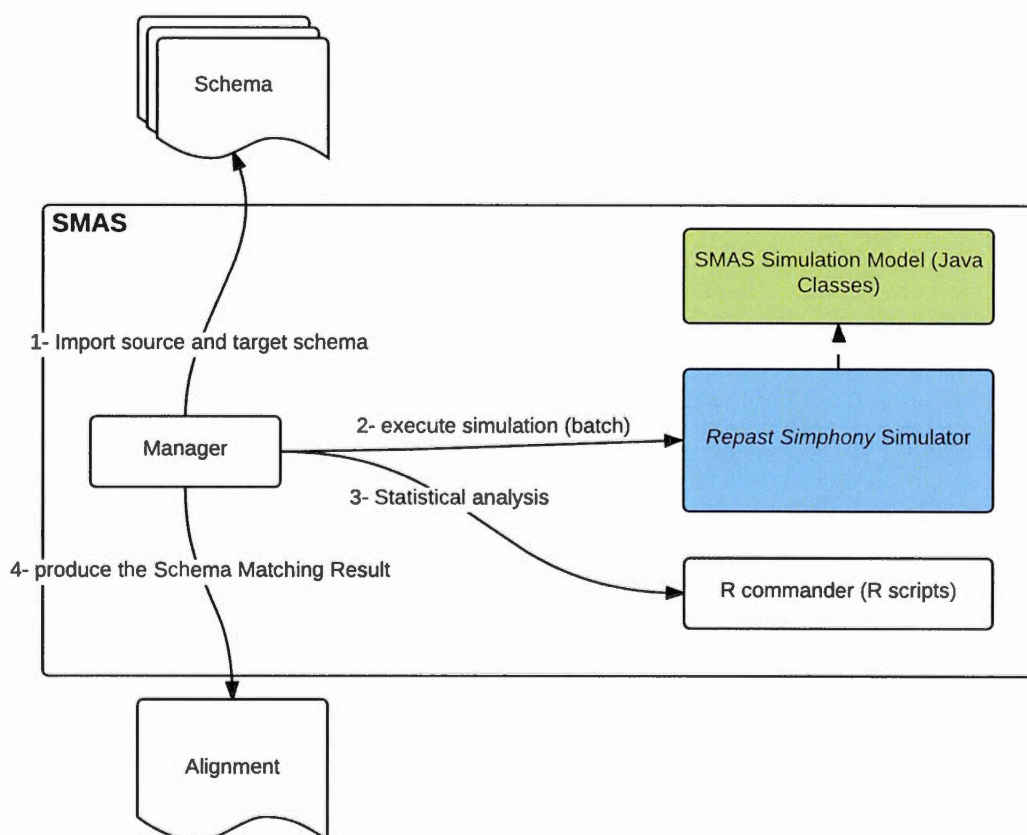 Schema
SMAS
SMAS Simulation Model (Java
Classes)
1- Import source and target schema
Manager
2- execute simulation (batch)
Repast Simphony Simulator
3- Statistical analysis
4- produce the Schema Matching Result
R commander (R scripts)
Alignment